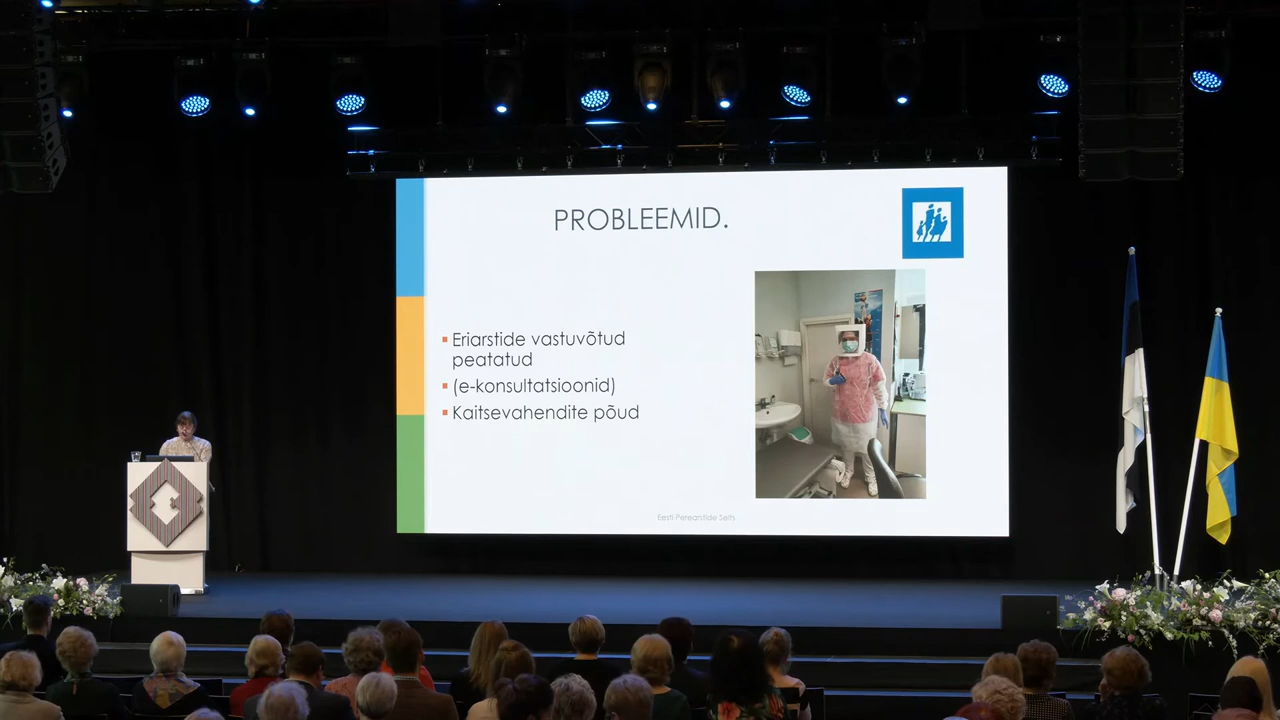 PROBLEEMID.
Eriarstide vastuvõtud
peatatud
(e-konsultatsioonid)
Kaitsevahendite põud
Eesti Perearstide Selts